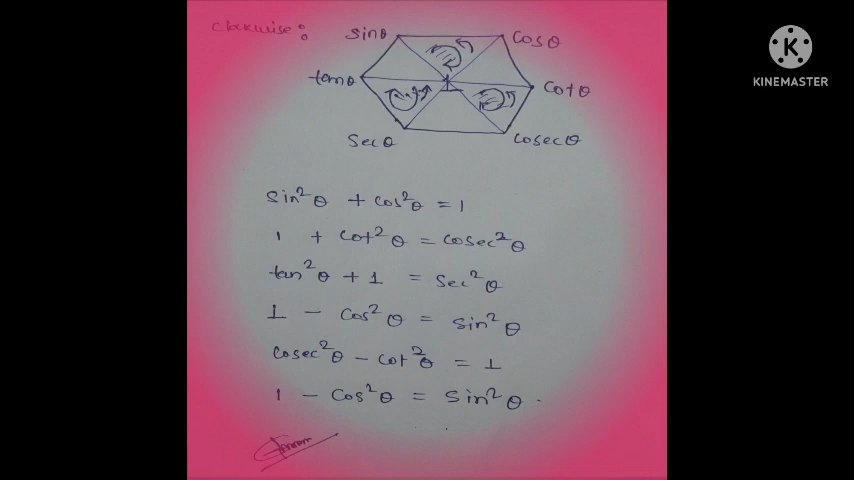 Clockwise:
sinθ cosθ
tanθ 1 cotθ
secθ cosecθ
sin²θ + cos²θ = 1
1 + cot²θ = cosec²θ
tan²θ + 1 = sec²θ
1 - cos²θ = sin²θ
cosec²θ - cot²θ = 1
1 - cos²θ = sin²θ.
K
KINEMASTER